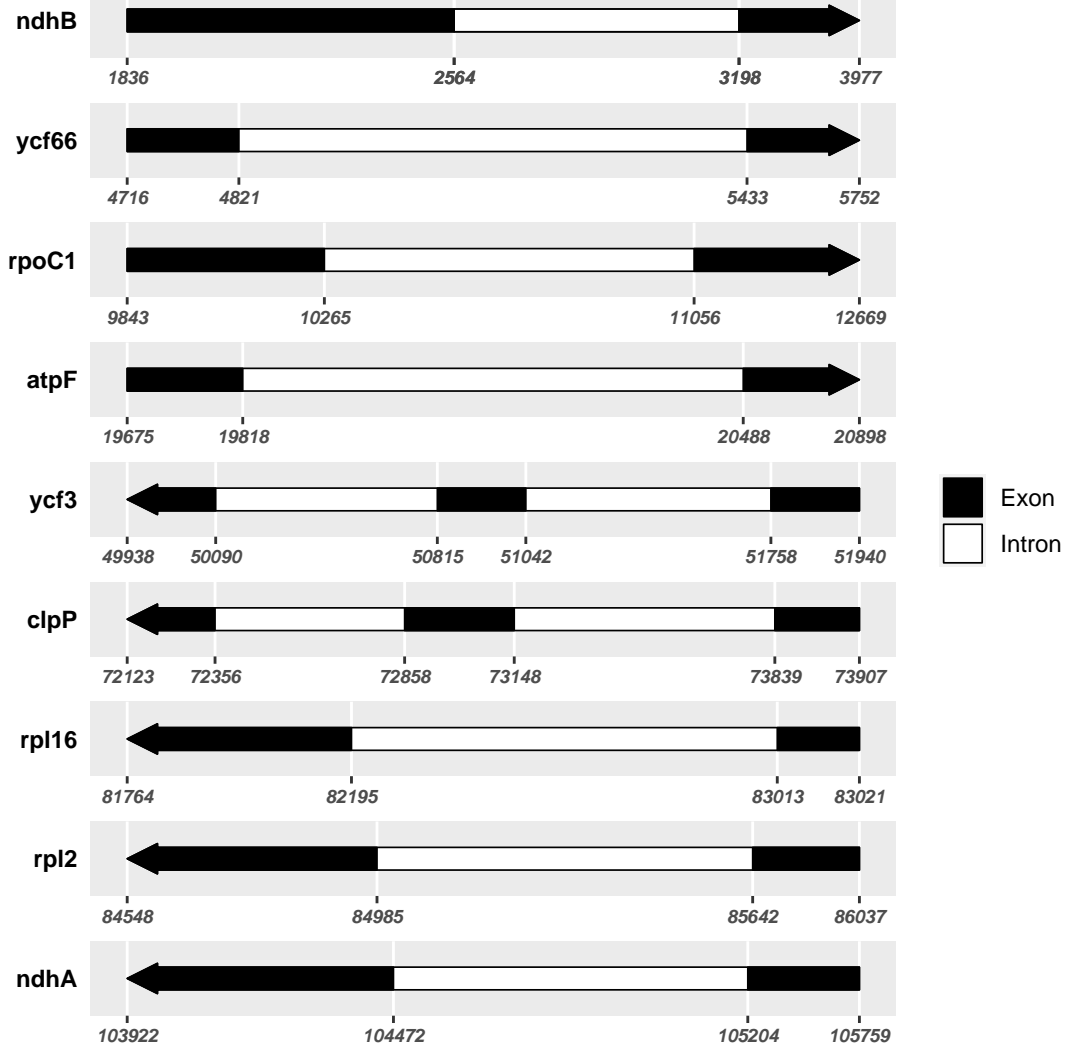 ndhB
1836 2564 3198 3977
ycf66
4716 4821 5433 5752
rpoC1
9843 10265 11056 12669
atpF
19675 19818 20488 20898
ycf3
49938 50090 50815 51042 51758 51940
Exon
Intron
clpP
72123 72356 72858 73148 73839 73907
rpl16
81764 82195 83013 83021
rpl2
84548 84985 85642 86037
ndhA
103922 104472 105204 105759